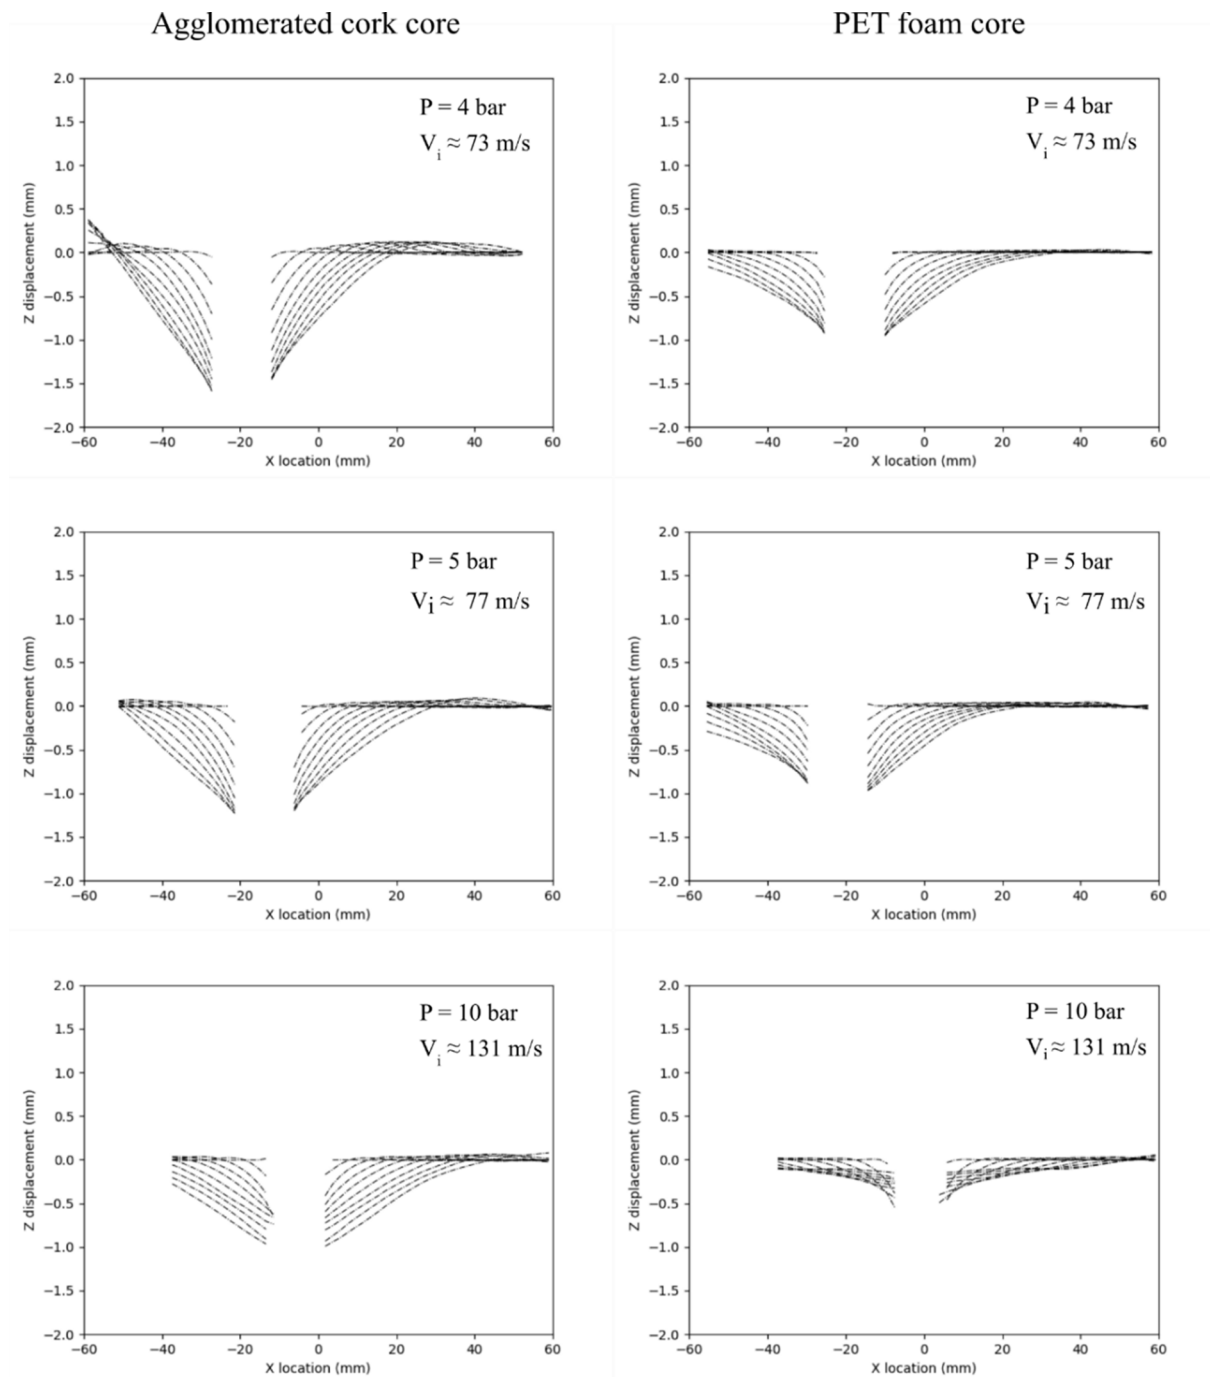 Agglomerated cork core
PET foam core
2.0
1.5
1.0
0.5
0.0
−0.5
−1.0
−1.5
−2.0
Z displacement (mm)
P = 4 bar
Vi ≈ 73 m/s
−60 −40 −20 0 20 40 60
X location (mm)
2.0
1.5
1.0
0.5
0.0
−0.5
−1.0
−1.5
−2.0
Z displacement (mm)
P = 4 bar
Vi ≈ 73 m/s
−60 −40 −20 0 20 40 60
X location (mm)
2.0
1.5
1.0
0.5
0.0
−0.5
−1.0
−1.5
−2.0
Z displacement (mm)
P = 5 bar
Vi ≈ 77 m/s
−60 −40 −20 0 20 40 60
X location (mm)
2.0
1.5
1.0
0.5
0.0
−0.5
−1.0
−1.5
−2.0
Z displacement (mm)
P = 5 bar
Vi ≈ 77 m/s
−60 −40 −20 0 20 40 60
X location (mm)
2.0
1.5
1.0
0.5
0.0
−0.5
−1.0
−1.5
−2.0
Z displacement (mm)
P = 10 bar
Vi ≈ 131 m/s
−60 −40 −20 0 20 40 60
X location (mm)
2.0
1.5
1.0
0.5
0.0
−0.5
−1.0
−1.5
−2.0
Z displacement (mm)
P = 10 bar
Vi ≈ 131 m/s
−60 −40 −20 0 20 40 60
X location (mm)